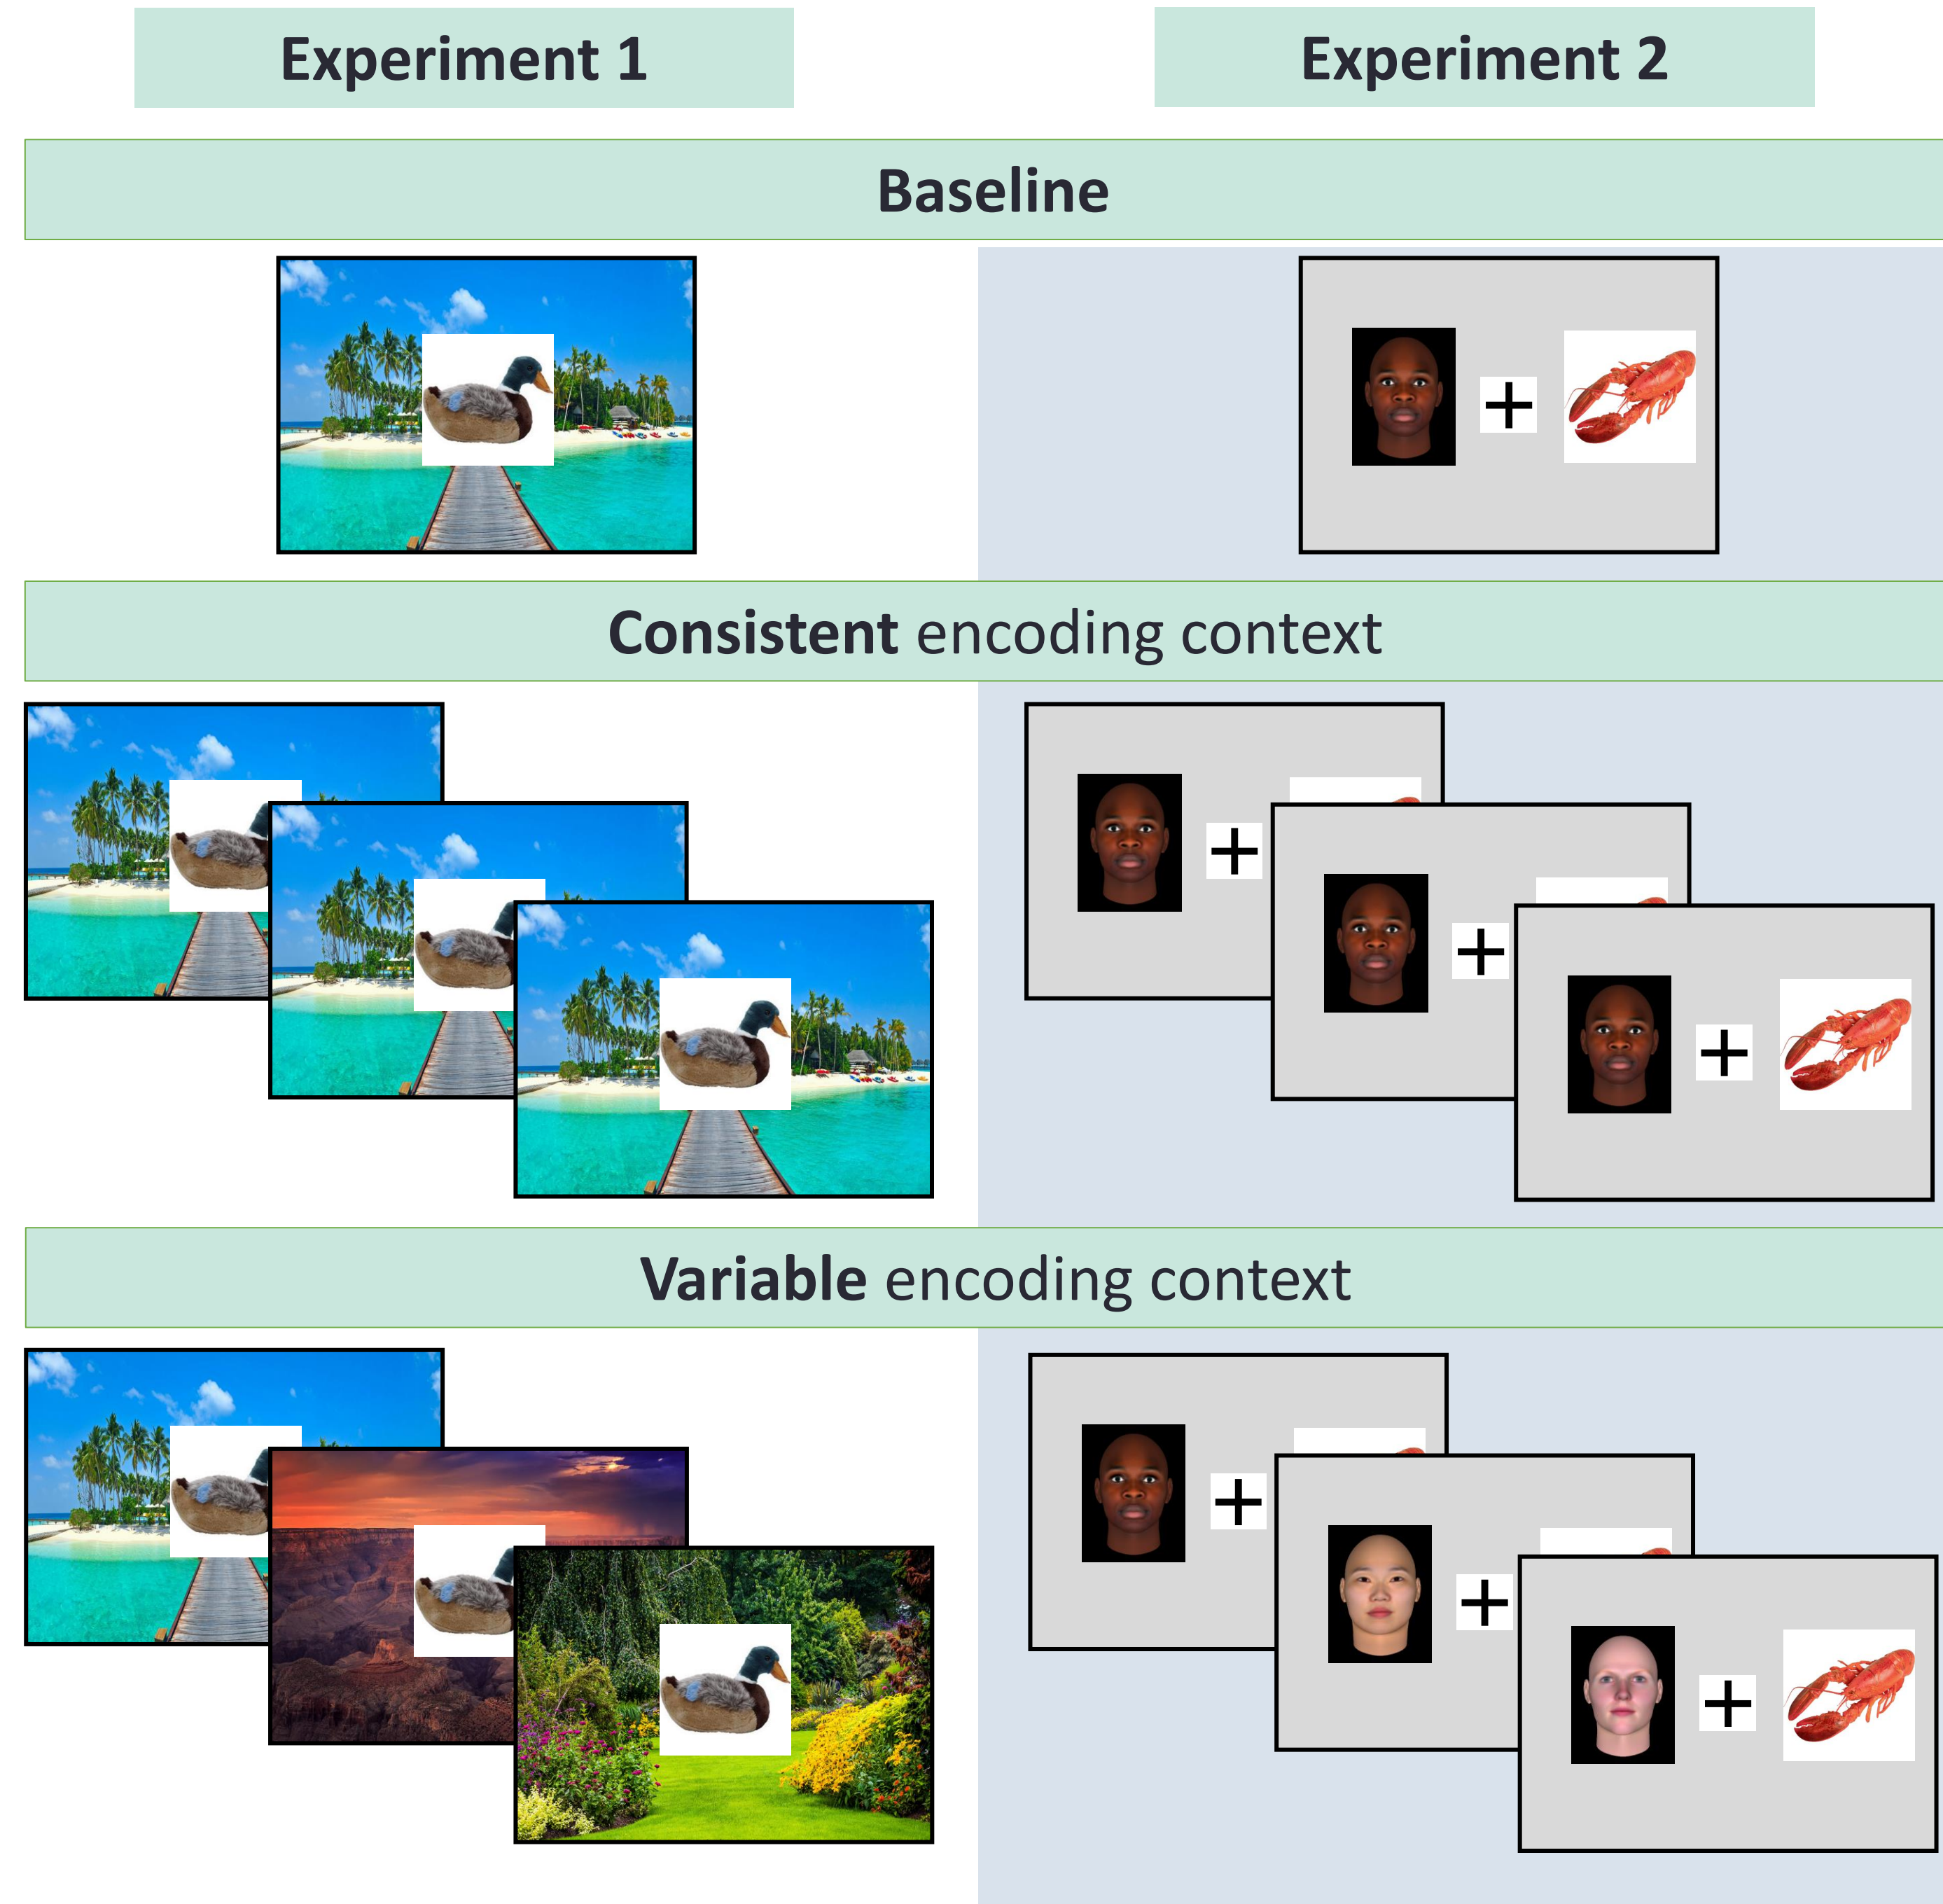 Experiment 1
Experiment 2
Baseline
+
Consistent encoding context
+
+
+
Variable encoding context
+
+
+